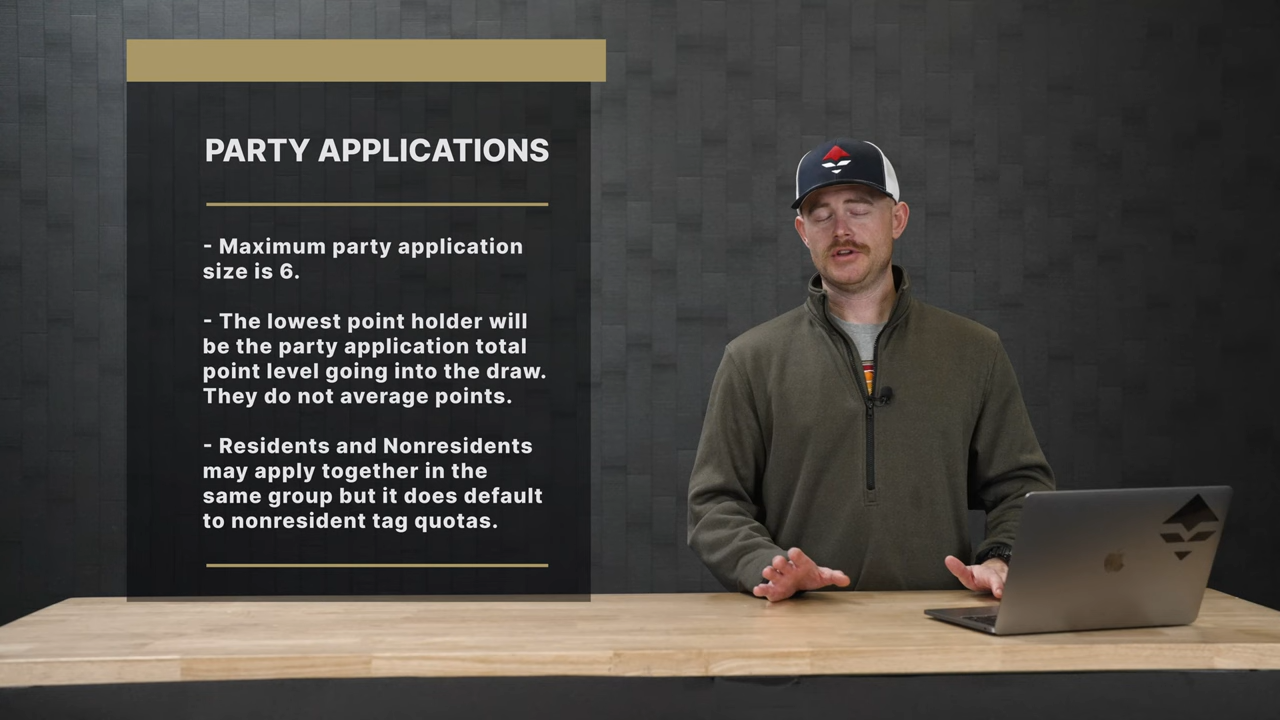 PARTY APPLICATIONS
- Maximum party application
size is 6.
- The lowest point holder will
be the party application total
point level going into the draw.
They do not average points.
- Residents and Nonresidents
may apply together in the
same group but it does default
to nonresident tag quotas.